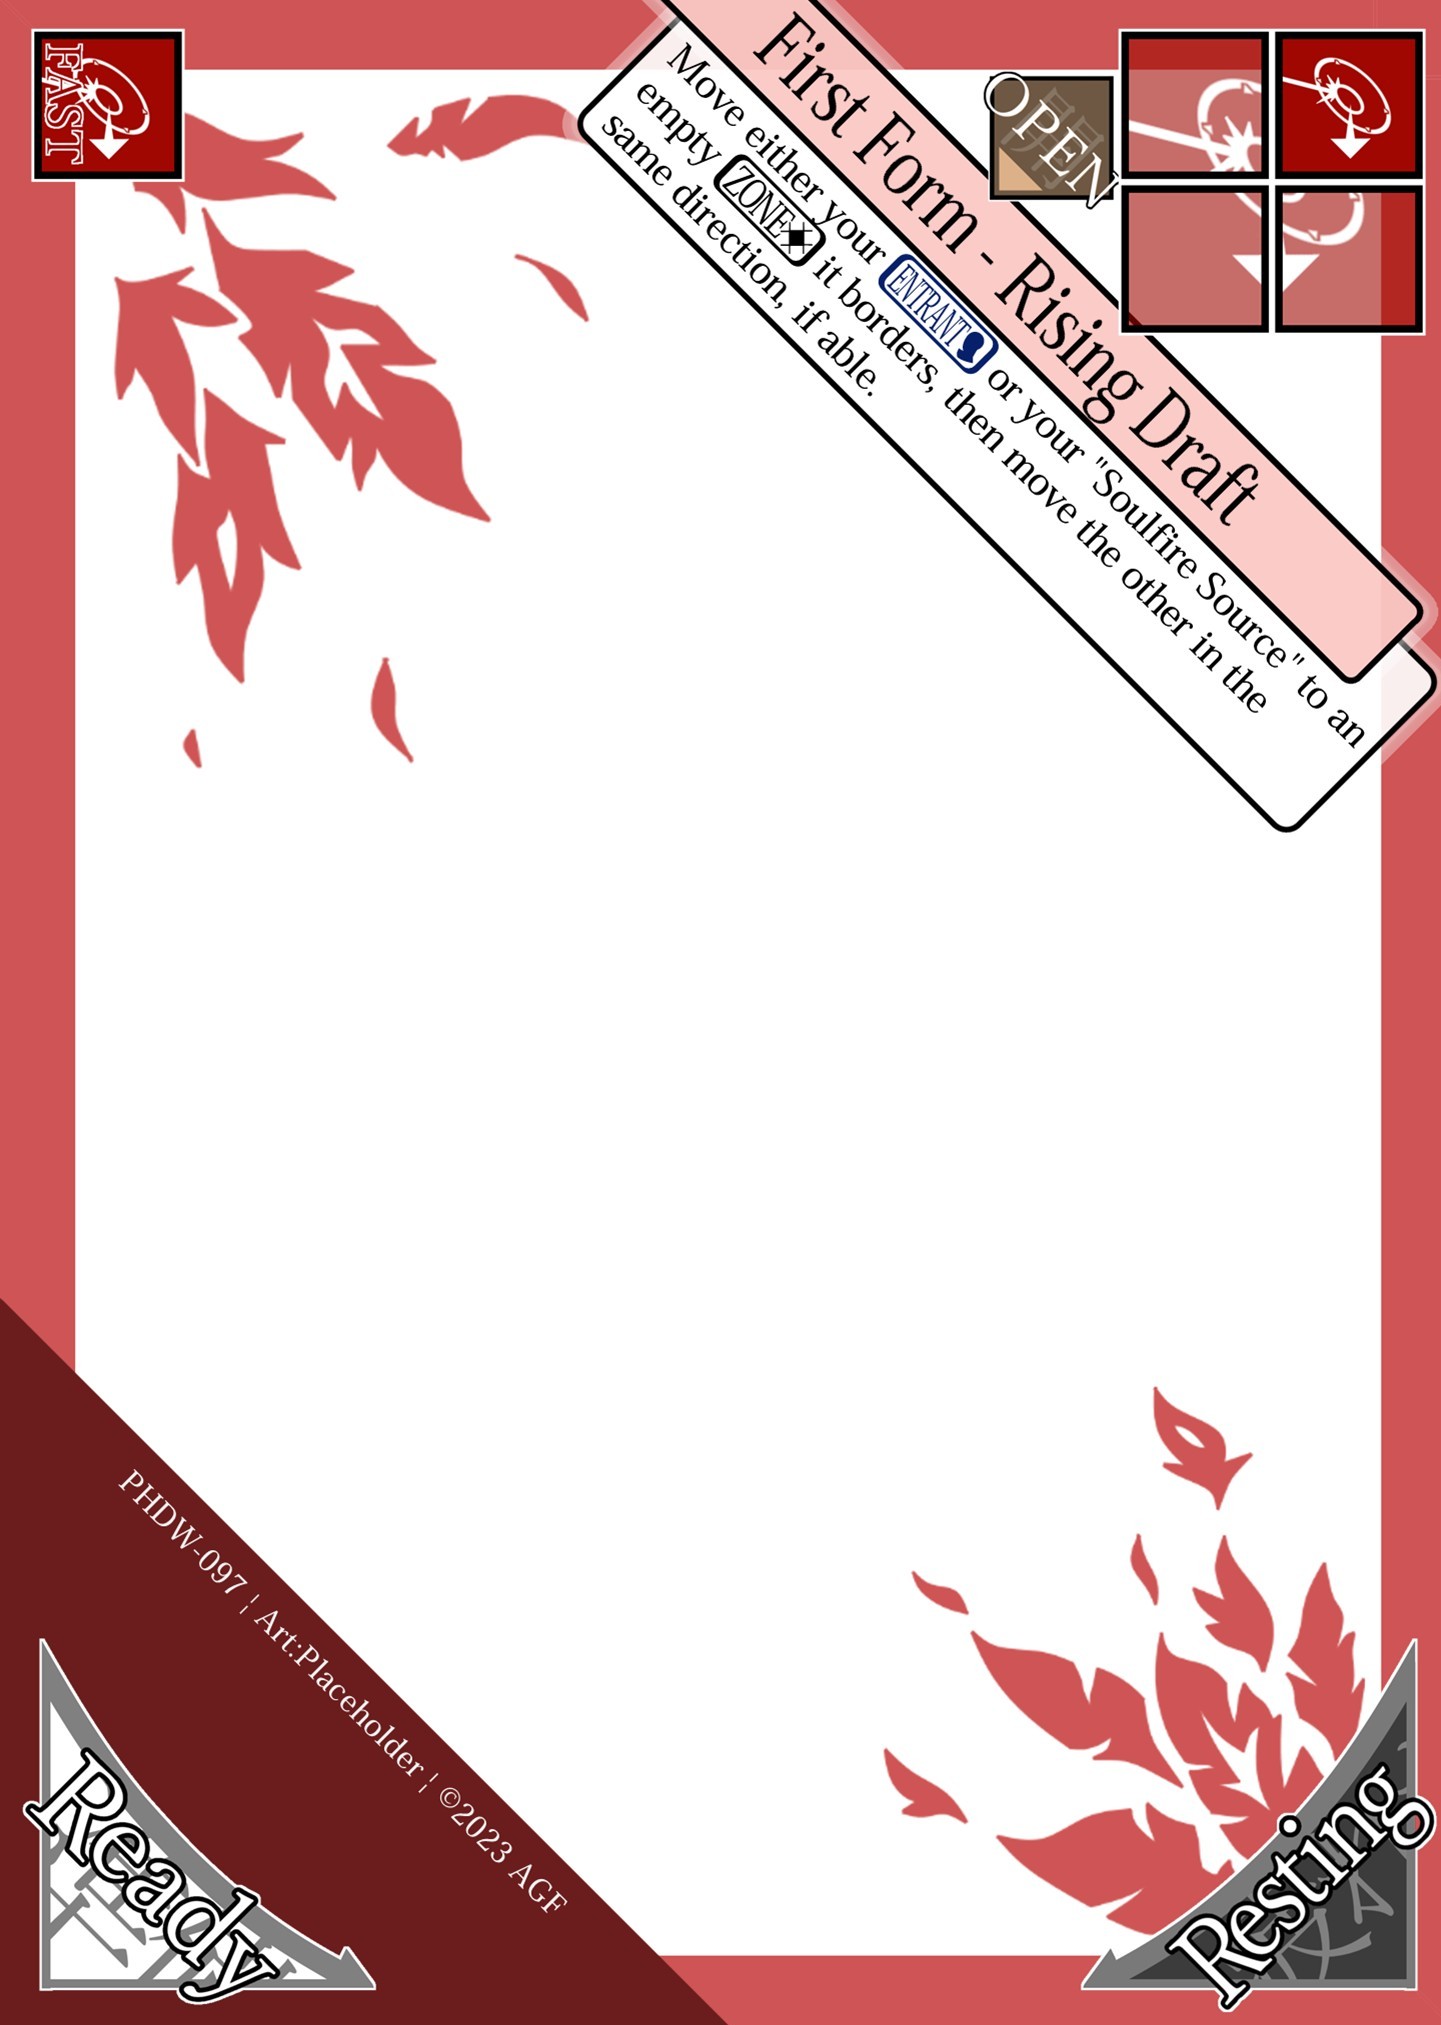 FAST
First Form - Rising Draft
OPEN
Move either your ENTRANT or your "Soulfire Source" to an
empty ZONE it borders, then move the other in the
same direction, if able.
PHDW-097 ¦ Art:Placeholder ¦ ©2023 AGF
Ready
Resting